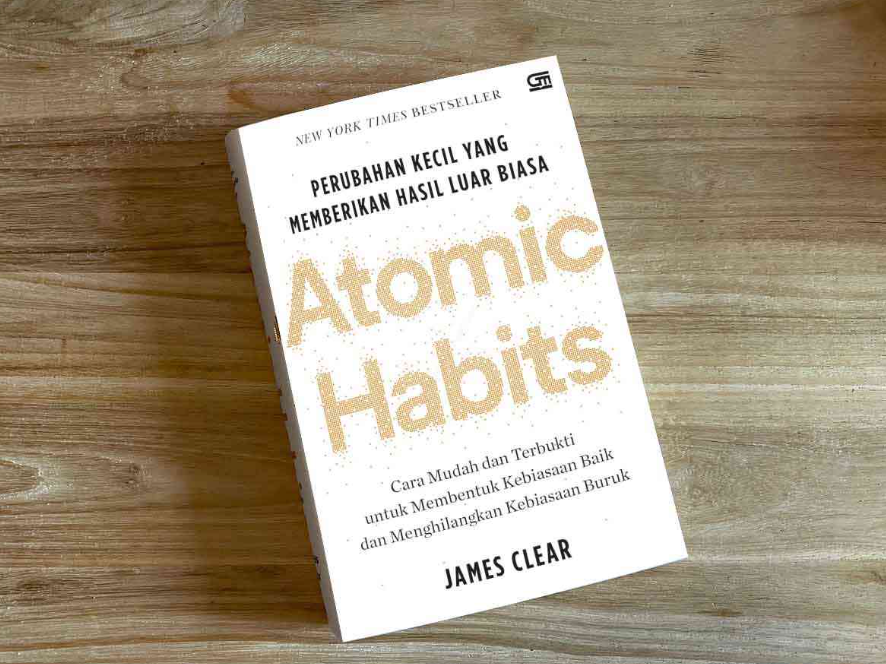 NEW YORK TIMES BESTSELLER
GM
PERUBAHAN KECIL YANG
MEMBERIKAN HASIL LUAR BIASA
Atomic
Habits
Cara Mudah dan Terbukti
untuk Membentuk Kebiasaan Baik
dan Menghilangkan Kebiasaan Buruk
JAMES CLEAR